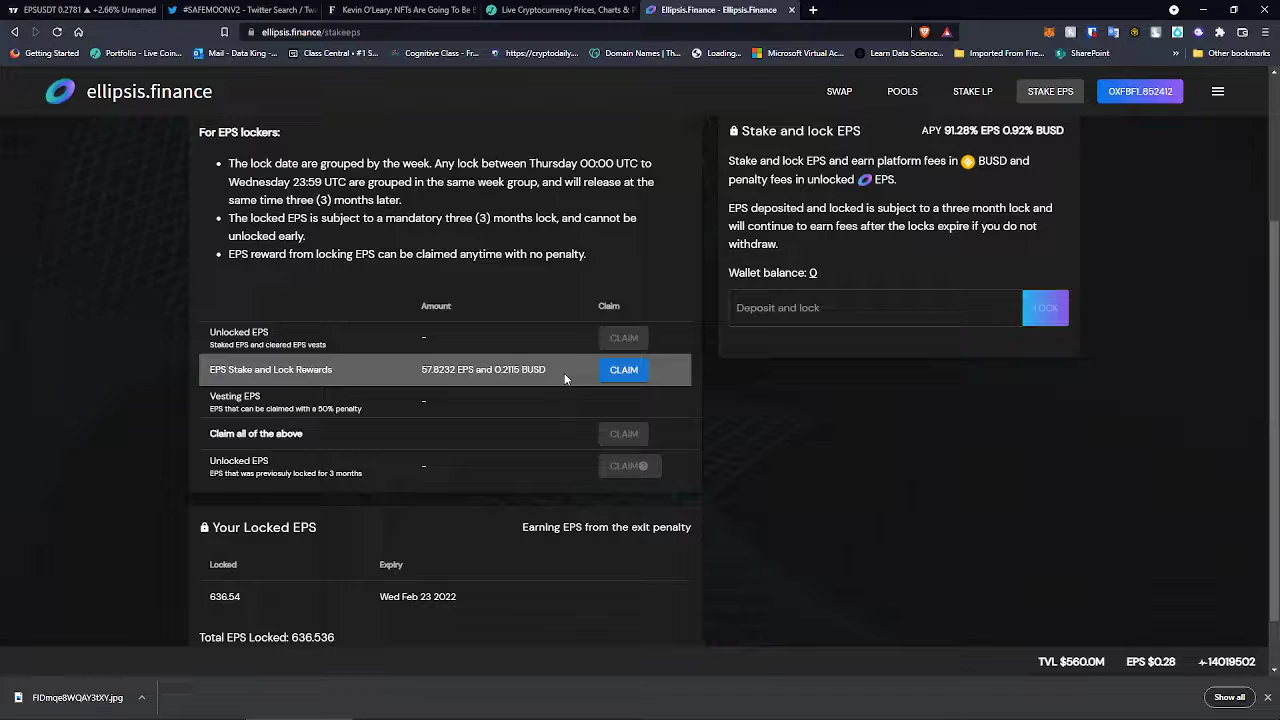 EPSUSDT 0.2781 ▲ +2.66% Unnamed
#SAFEMOONV2 - Twitter Search / Tw
Kevin O'Leary: NFTs Are Going To Be B
Live Cryptocurrency Prices, Charts & P
Ellipsis.Finance - Ellipsis.Finance
ellipsis.finance/stakeeps
Getting Started
Portfolio - Live Coin...
Mail - Data - King...
Class Central • #1 S...
Cognitive Class - Fr...
https://cryptodaily...
Domain Names | Th...
Loading...
Microsoft Virtual Ac...
Learn Data Science...
Imported From Fire...
SharePoint
Other bookmarks
ellipsis.finance
SWAP
POOLS
STAKE LP
STAKE EPS
0XFBF1..852412
For EPS lockers:
• The lock date are grouped by the week. Any lock between Thursday 00:00 UTC to
Wednesday 23:59 UTC are grouped in the same week group, and will release at the
same time three (3) months later.
• The locked EPS is subject to a mandatory three (3) months lock, and cannot be
unlocked early.
• EPS reward from locking EPS can be claimed anytime with no penalty.
Amount Claim
Unlocked EPS - CLAIM
Staked EPS and cleared EPS vests
EPS Stake and Lock Rewards 57.8232 EPS and 0.2115 BUSD CLAIM
Vesting EPS -
EPS that can be claimed with a 50% penalty
Claim all of the above CLAIM
Unlocked EPS - CLAIM
EPS that was previously locked for 3 months
Your Locked EPS Earning EPS from the exit penalty
Locked Expiry
636.54 Wed Feb 23 2022
Total EPS Locked: 636.536
Stake and lock EPS APY 91.28% EPS 0.92% BUSD
Stake and lock EPS and earn platform fees in BUSD and
penalty fees in unlocked EPS.
EPS deposited and locked is subject to a three month lock and
will continue to earn fees after the locks expire if you do not
withdraw.
Wallet balance: 0
Deposit and lock LOCK
TVL $560.0M EPS $0.28 14019502
FIDmqe8WQAY3tXY.jpg
Show all